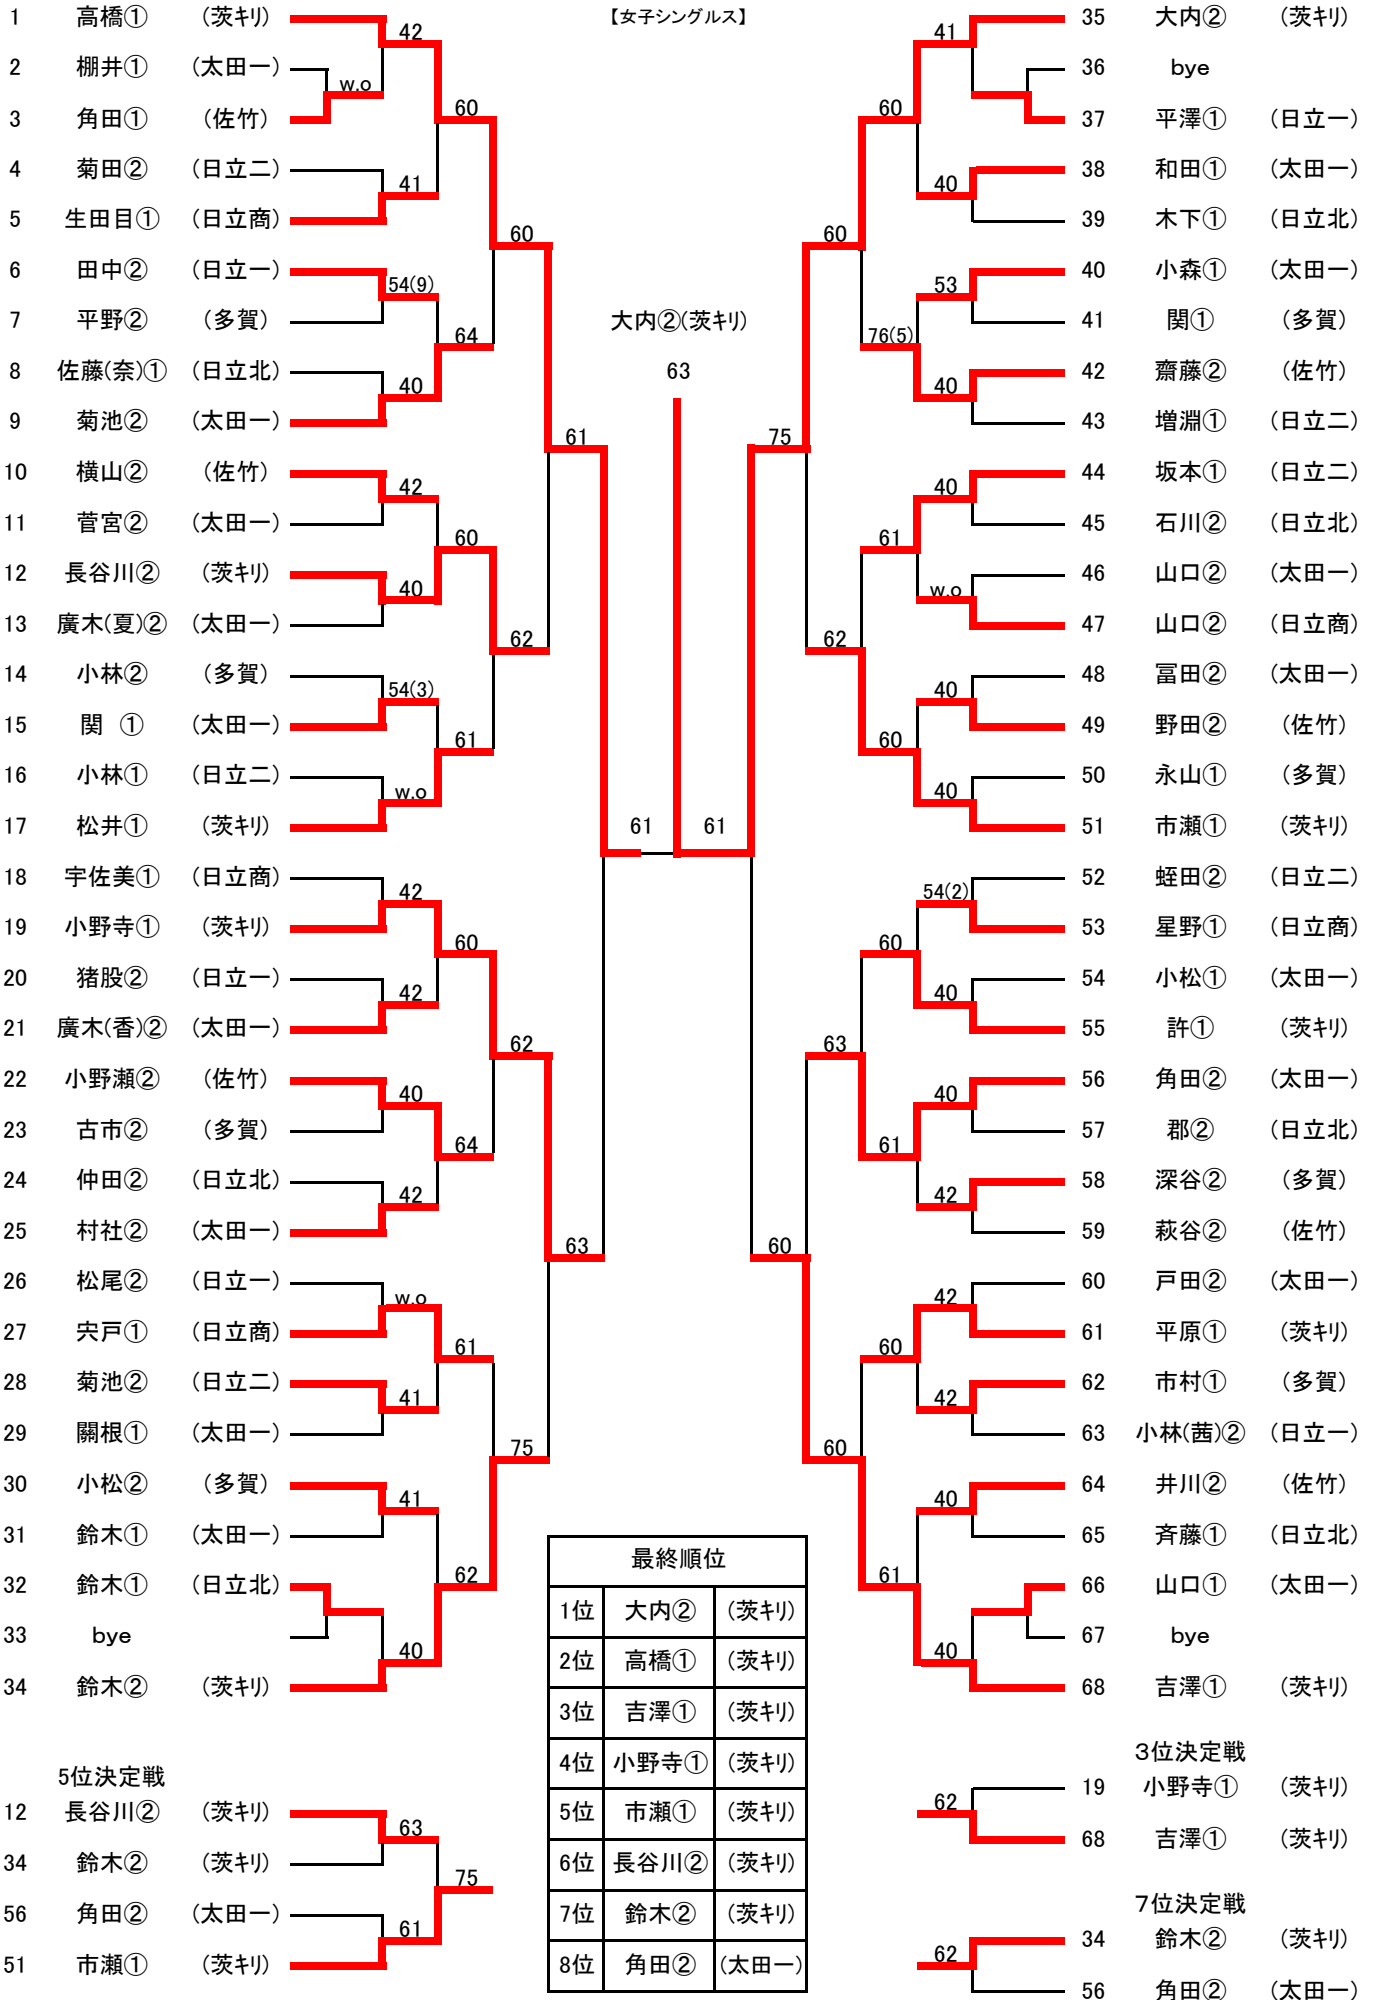 【女子シングルス】
1 高橋① (茨キリ)
2 棚井① (太田一)
3 角田① (佐竹)
4 菊田② (日立二)
5 生田目① (日立商)
6 田中② (日立一)
7 平野② (多賀)
8 佐藤(奈)① (日立北)
9 菊池② (太田一)
10 横山② (佐竹)
11 菅宮② (太田一)
12 長谷川② (茨キリ)
13 廣木(夏)② (太田一)
14 小林② (多賀)
15 関 ① (太田一)
16 小林① (日立二)
17 松井① (茨キリ)
18 宇佐美① (日立商)
19 小野寺① (茨キリ)
20 猪股② (日立一)
21 廣木(香)② (太田一)
22 小野瀬② (佐竹)
23 古市② (多賀)
24 仲田② (日立北)
25 村社② (太田一)
26 松尾② (日立一)
27 宍戸① (日立商)
28 菊池② (日立二)
29 關根① (太田一)
30 小松② (多賀)
31 鈴木① (太田一)
32 鈴木① (日立北)
33 bye
34 鈴木② (茨キリ)
42
w.o
41
54(9)
40
42
40
54(3)
w.o
42
42
40
42
w.o
41
41
40
60
64
60
61
60
64
61
62
60
62
62
75
61
63
61
大内②(茨キリ)
63
61
75
60
60
62
63
60
60
76(5)
61
60
60
61
60
61
41
40
53
40
40
w.o
40
40
54(2)
40
40
42
42
42
40
40
35 大内② (茨キリ)
36 bye
37 平澤① (日立一)
38 和田① (太田一)
39 木下① (日立北)
40 小森① (太田一)
41 関① (多賀)
42 齋藤② (佐竹)
43 増淵① (日立二)
44 坂本① (日立二)
45 石川② (日立北)
46 山口② (太田一)
47 山口② (日立商)
48 冨田② (太田一)
49 野田② (佐竹)
50 永山① (多賀)
51 市瀬① (茨キリ)
52 蛭田② (日立二)
53 星野① (日立商)
54 小松① (太田一)
55 許① (茨キリ)
56 角田② (太田一)
57 郡② (日立北)
58 深谷② (多賀)
59 萩谷② (佐竹)
60 戸田② (太田一)
61 平原① (茨キリ)
62 市村① (多賀)
63 小林(茜)② (日立一)
64 井川② (佐竹)
65 斉藤① (日立北)
66 山口① (太田一)
67 bye
68 吉澤① (茨キリ)
最終順位
1位 大内② (茨キリ)
2位 高橋① (茨キリ)
3位 吉澤① (茨キリ)
4位 小野寺① (茨キリ)
5位 市瀬① (茨キリ)
6位 長谷川② (茨キリ)
7位 鈴木② (茨キリ)
8位 角田② (太田一)
5位決定戦
12 長谷川② (茨キリ)
34 鈴木② (茨キリ)
56 角田② (太田一)
51 市瀬① (茨キリ)
63
61
75
3位決定戦
19 小野寺① (茨キリ)
68 吉澤① (茨キリ)
62
7位決定戦
34 鈴木② (茨キリ)
56 角田② (太田一)
62